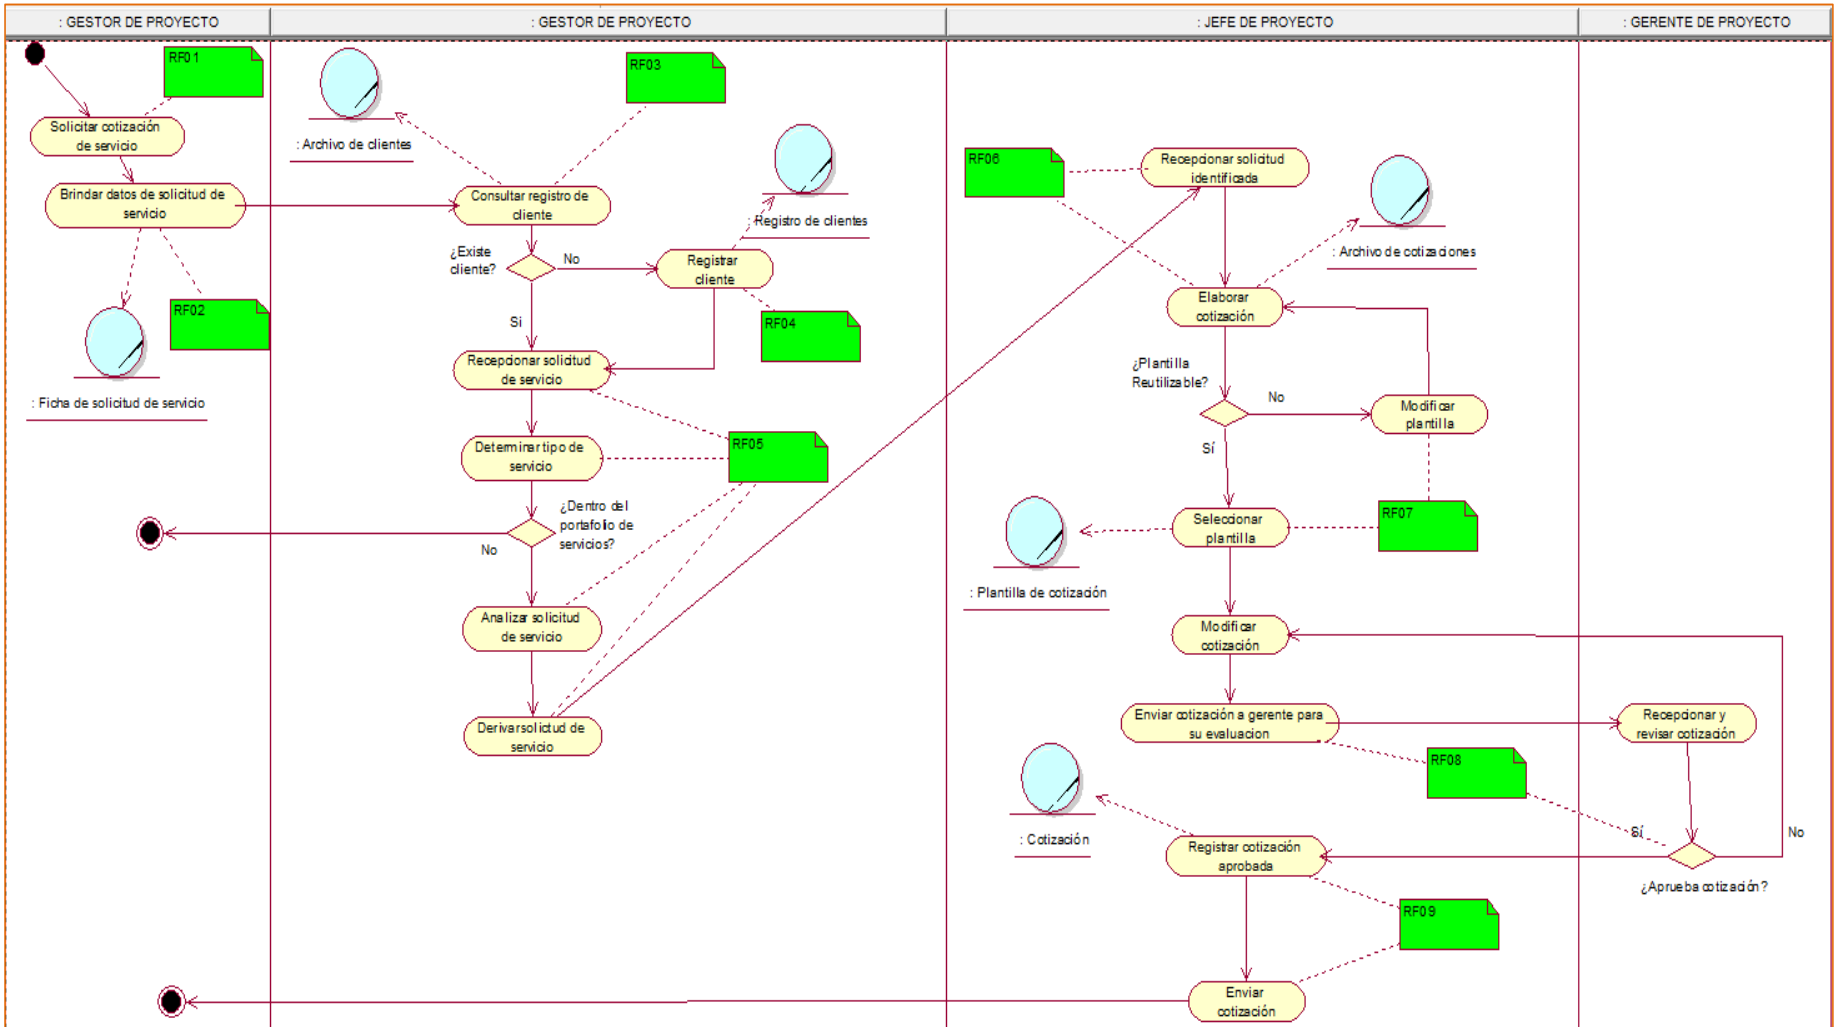 : GESTOR DE PROYECTO
: GESTOR DE PROYECTO
: JEFE DE PROYECTO
: GERENTE DE PROYECTO
RF01
Solicitar cotización
de servicio
Brindar datos de solicitud de
servicio
RF02
: Ficha de solicitud de servicio
: Archivo de clientes
RF03
Consultar registro de
cliente
: Registro de clientes
¿Existe
cliente?
No
Registrar
cliente
RF04
Si
Recepcionar solicitud
de servicio
Determinar tipo de
servicio
RF05
¿Dentro del
portafolio de
servicios?
No
Analizar solicitud
de servicio
Derivar solictud de
servicio
RF06
Recepcionar solicitud
identificada
: Archivo de cotizaciones
Elaborar
cotización
¿Plantilla
Reutilizable?
No
Modificar
plantilla
Sí
RF07
Seleccionar
plantilla
: Plantilla de cotización
Modificar
cotización
Enviar cotización a gerente para
su evaluacion
Recepcionar y
revisar cotización
RF08
Sí
No
¿Aprueba cotización?
: Cotización
Registrar cotización
aprobada
RF09
Enviar
cotización